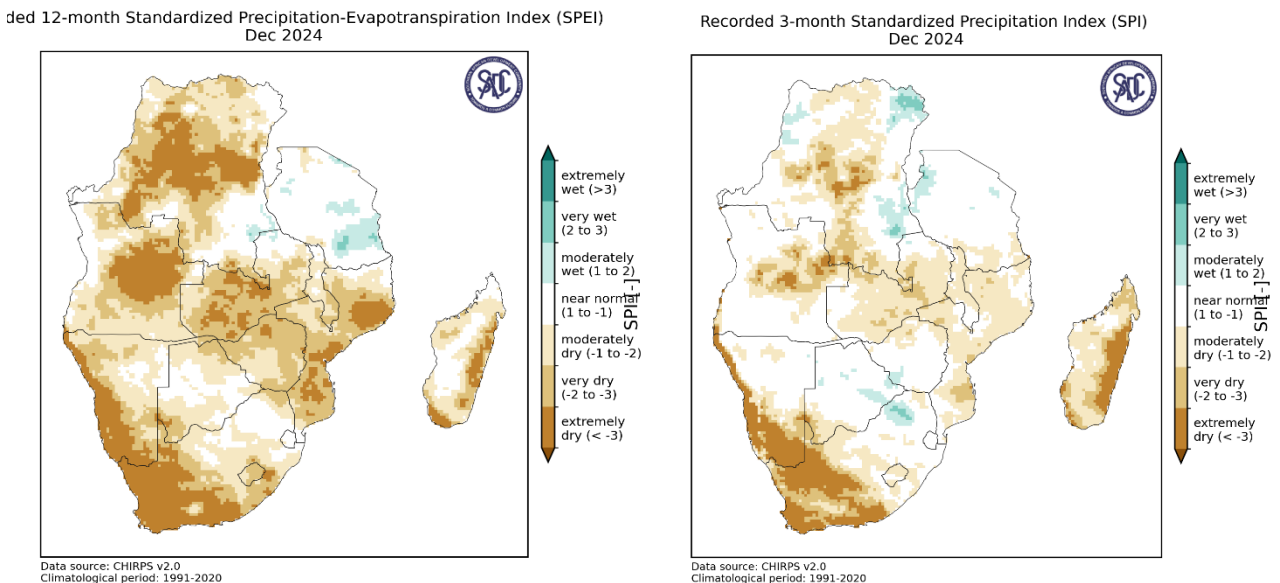 ded 12-month Standardized Precipitation-Evapotranspiration Index (SPEI)
Dec 2024
SADC
extremely
wet (>3)
very wet
(2 to 3)
moderately
wet (1 to 2)
near normal
(1 to -1)
moderately
dry (-1 to -2)
very dry
(-2 to -3)
extremely
dry (< -3)
SPI [-]
Data source: CHIRPS v2.0
Climatological period: 1991-2020
Recorded 3-month Standardized Precipitation Index (SPI)
Dec 2024
SADC
extremely
wet (>3)
very wet
(2 to 3)
moderately
wet (1 to 2)
near normal
(1 to -1)
moderately
dry (-1 to -2)
very dry
(-2 to -3)
extremely
dry (< -3)
SPI [-]
Data source: CHIRPS v2.0
Climatological period: 1991-2020